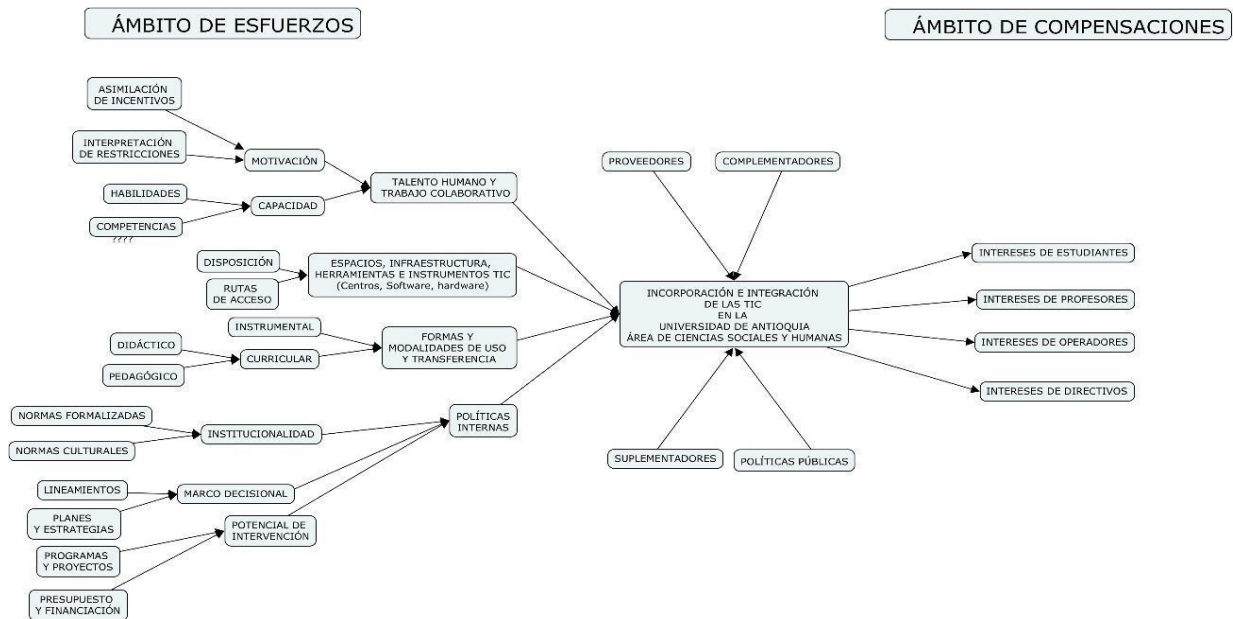 ÁMBITO DE ESFUERZOS
ÁMBITO DE COMPENSACIONES
ASIMILACIÓN
DE INCENTIVOS
INTERPRETACIÓN
DE RESTRICCIONES
MOTIVACIÓN
HABILIDADES
CAPACIDAD
COMPETENCIAS
????
TALENTO HUMANO Y
TRABAJO COLABORATIVO
DISPOSICIÓN
RUTAS
DE ACCESO
ESPACIOS, INFRAESTRUCTURA,
HERRAMIENTAS E INSTRUMENTOS TIC
(Centros, Software, hardware)
INSTRUMENTAL
DIDÁCTICO
CURRICULAR
PEDAGÓGICO
FORMAS Y
MODALIDADES DE USO
Y TRANSFERENCIA
NORMAS FORMALIZADAS
INSTITUCIONALIDAD
NORMAS CULTURALES
POLÍTICAS
INTERNAS
LINEAMIENTOS
MARCO DECISIONAL
PLANES
Y ESTRATEGIAS
POTENCIAL DE
INTERVENCIÓN
PROGRAMAS
Y PROYECTOS
PRESUPUESTO
Y FINANCIACIÓN
PROVEEDORES
COMPLEMENTADORES
INCORPORACIÓN E INTEGRACIÓN
DE LAS TIC
EN LA
UNIVERSIDAD DE ANTIOQUIA
ÁREA DE CIENCIAS SOCIALES Y HUMANAS
SUPLEMENTADORES
POLÍTICAS PÚBLICAS
INTERESES DE ESTUDIANTES
INTERESES DE PROFESORES
INTERESES DE OPERADORES
INTERESES DE DIRECTIVOS